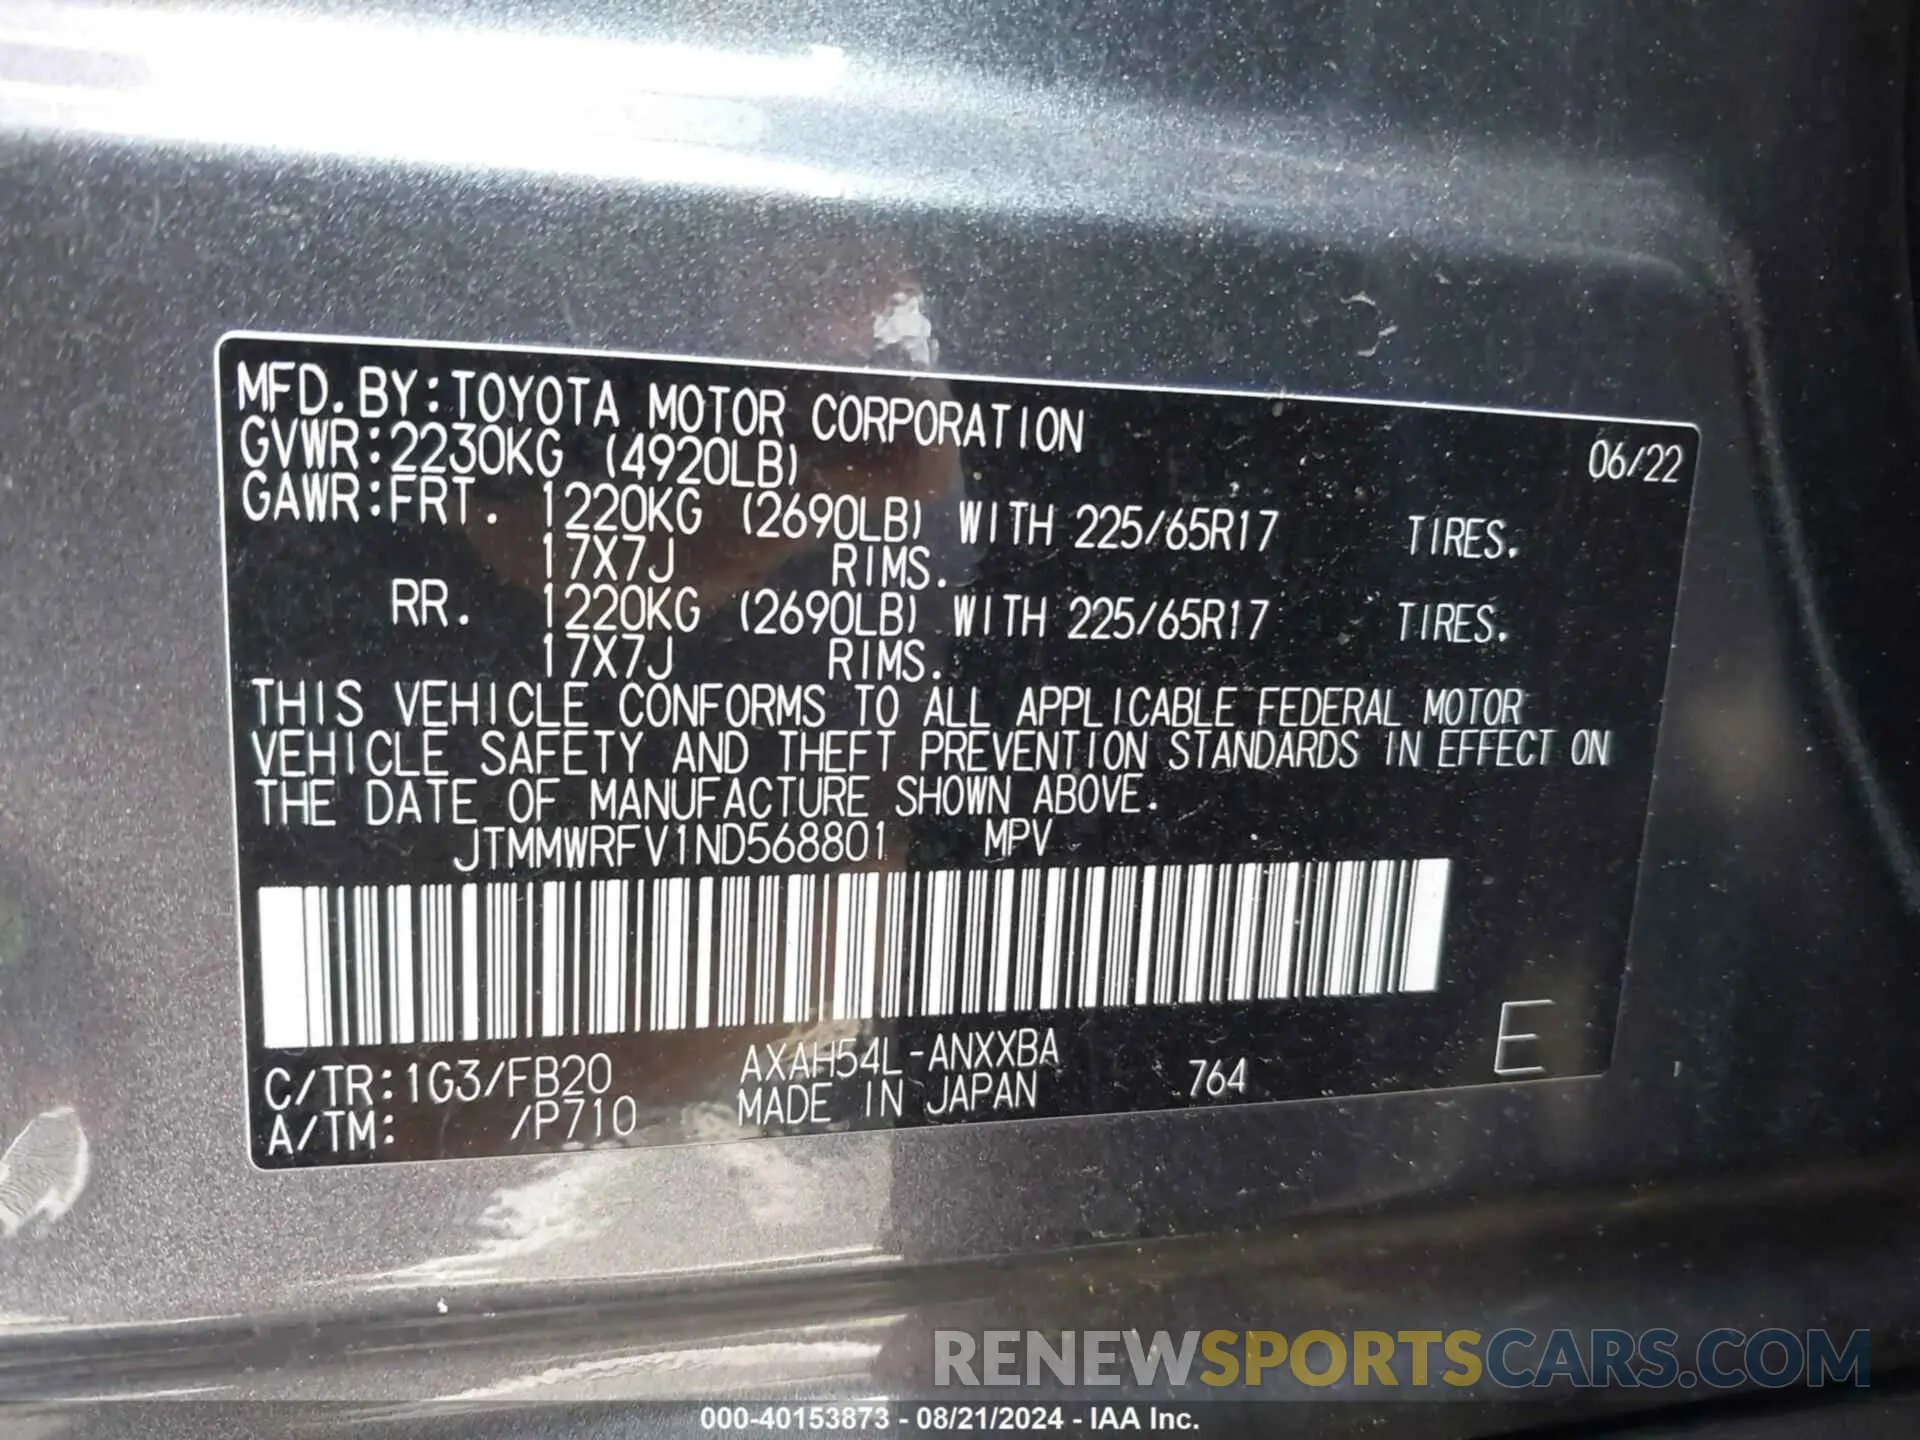 MFD. BY: TOYOTA MOTOR CORPORATION 06/22
GVWR: 2230KG (4920LB)
GAWR: FRT. 1220KG (2690LB) WITH 225/65R17 TIRES.
17X7J RIMS.
RR. 1220KG (2690LB) WITH 225/65R17 TIRES.
17X7J RIMS.
THIS VEHICLE CONFORMS TO ALL APPLICABLE FEDERAL MOTOR
VEHICLE SAFETY AND THEFT PREVENTION STANDARDS IN EFFECT ON
THE DATE OF MANUFACTURE SHOWN ABOVE.
JTMMWRFV1ND568801 MPV
C/TR: 1G3/FB20 AXAH54L-ANXXBA 764 E
A/TM: /P710 MADE IN JAPAN
RENEWSPORTSCARS.COM
000-40153873 - 08/21/2024 - IAA Inc.